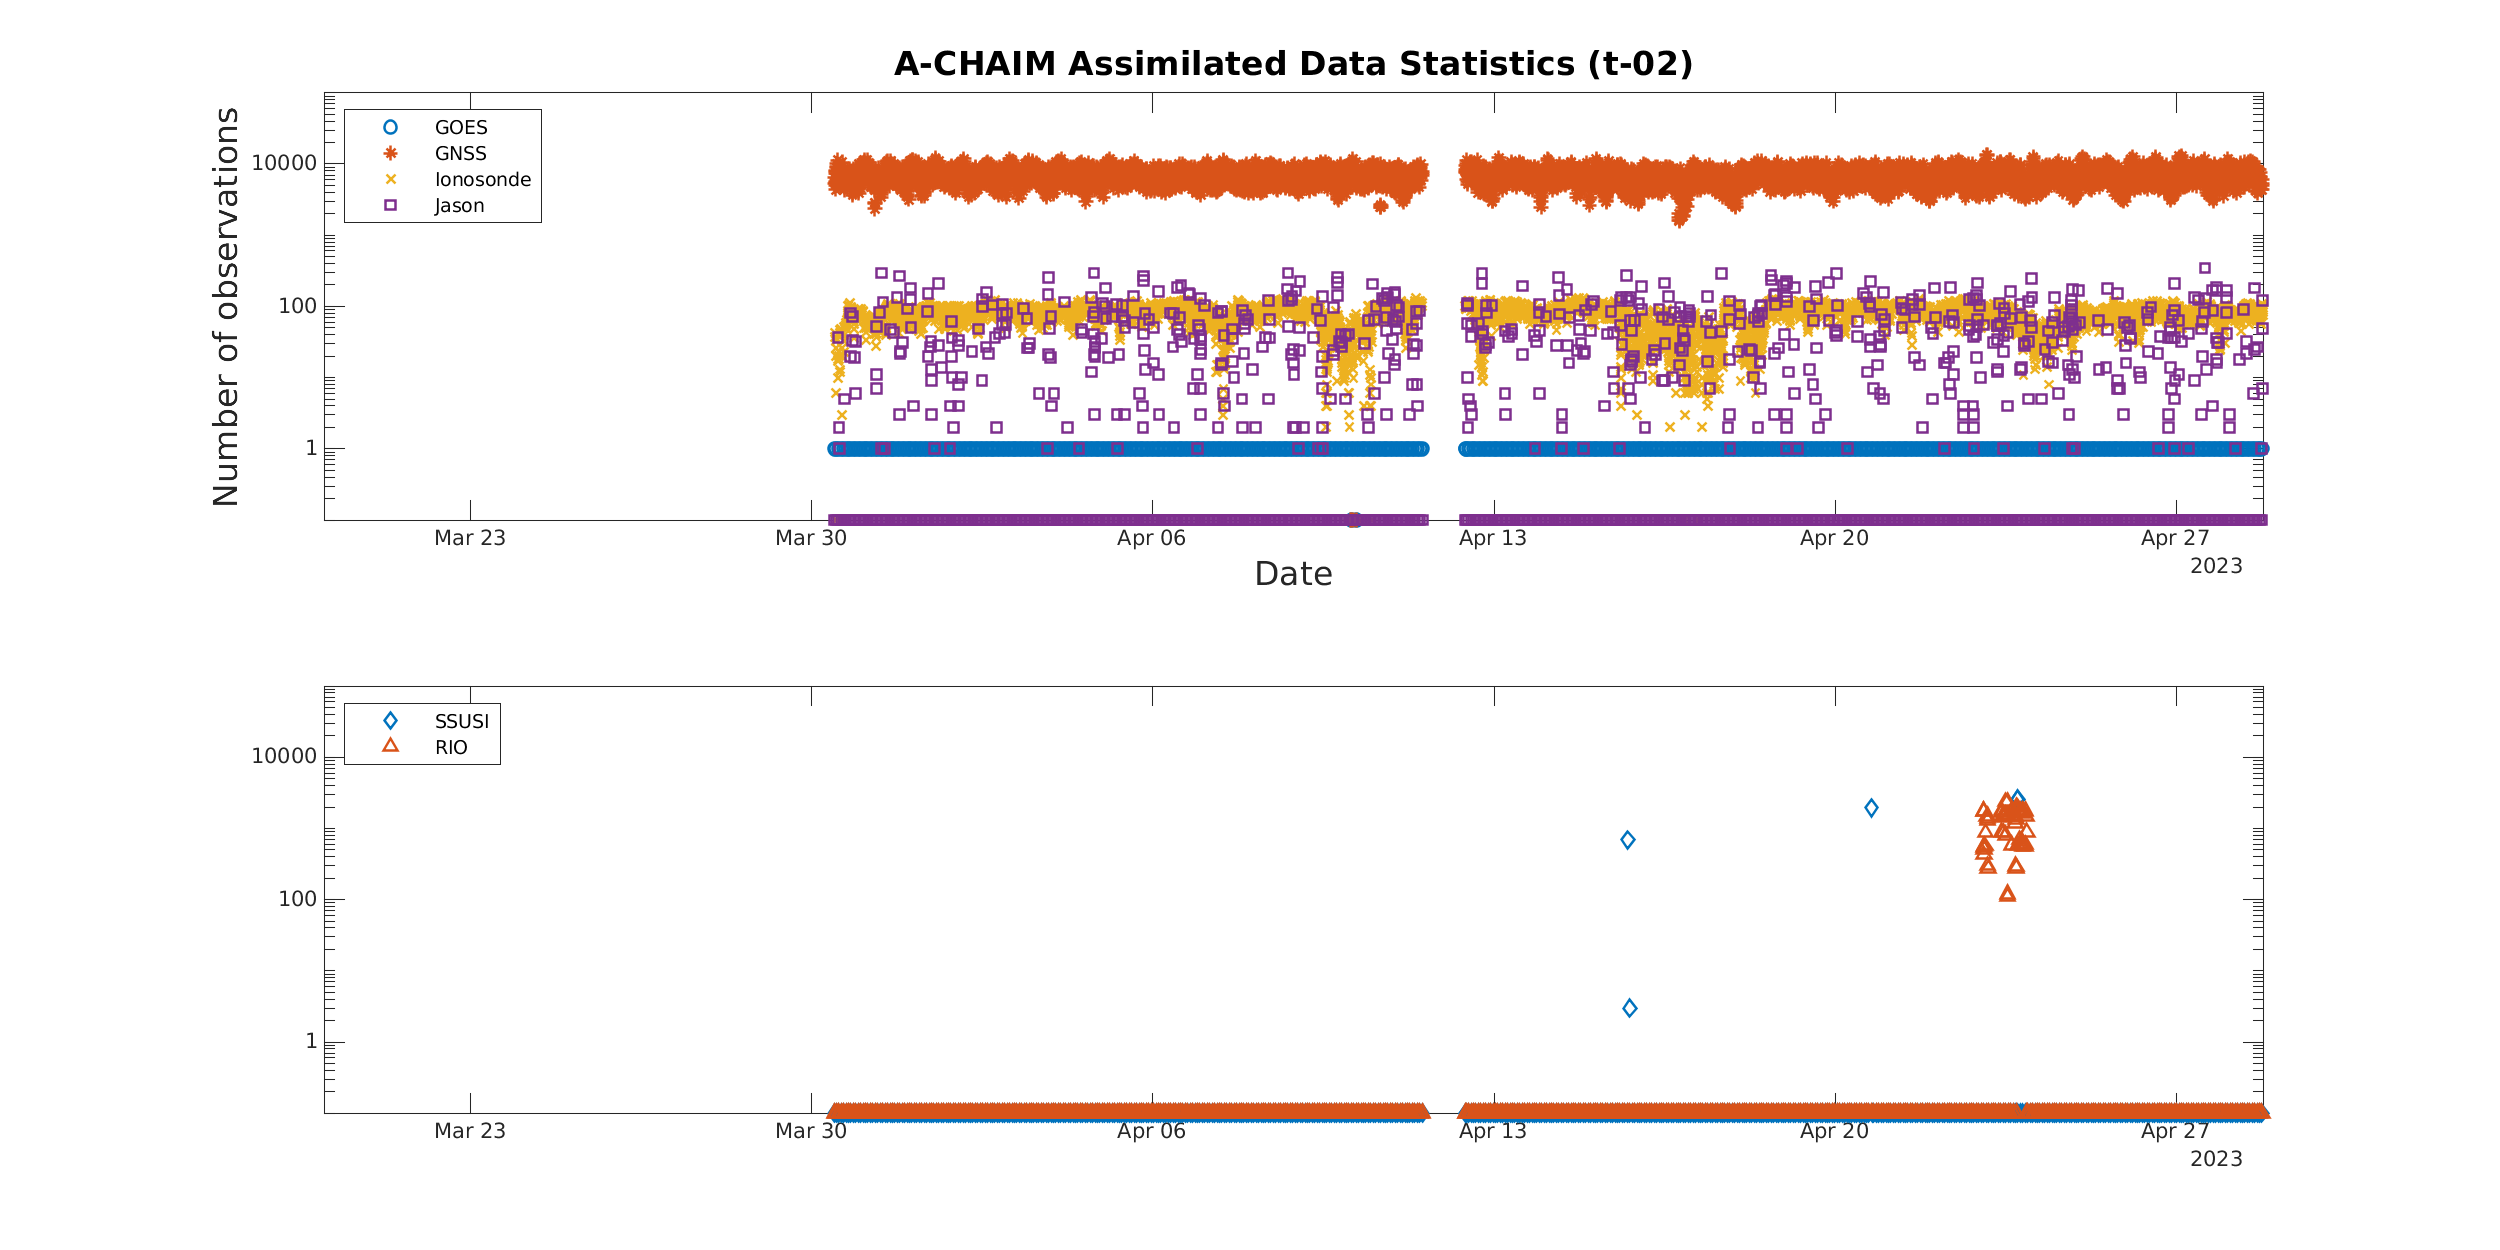 A-CHAIM Assimilated Data Statistics (t-02)
Number of observations
10000
100
1
GOES
GNSS
Ionosonde
Jason
Mar 23
Mar 30
Apr 06
Apr 13
Apr 20
Apr 27
2023
Date
10000
100
1
SSUSI
RIO
Mar 23
Mar 30
Apr 06
Apr 13
Apr 20
Apr 27
2023